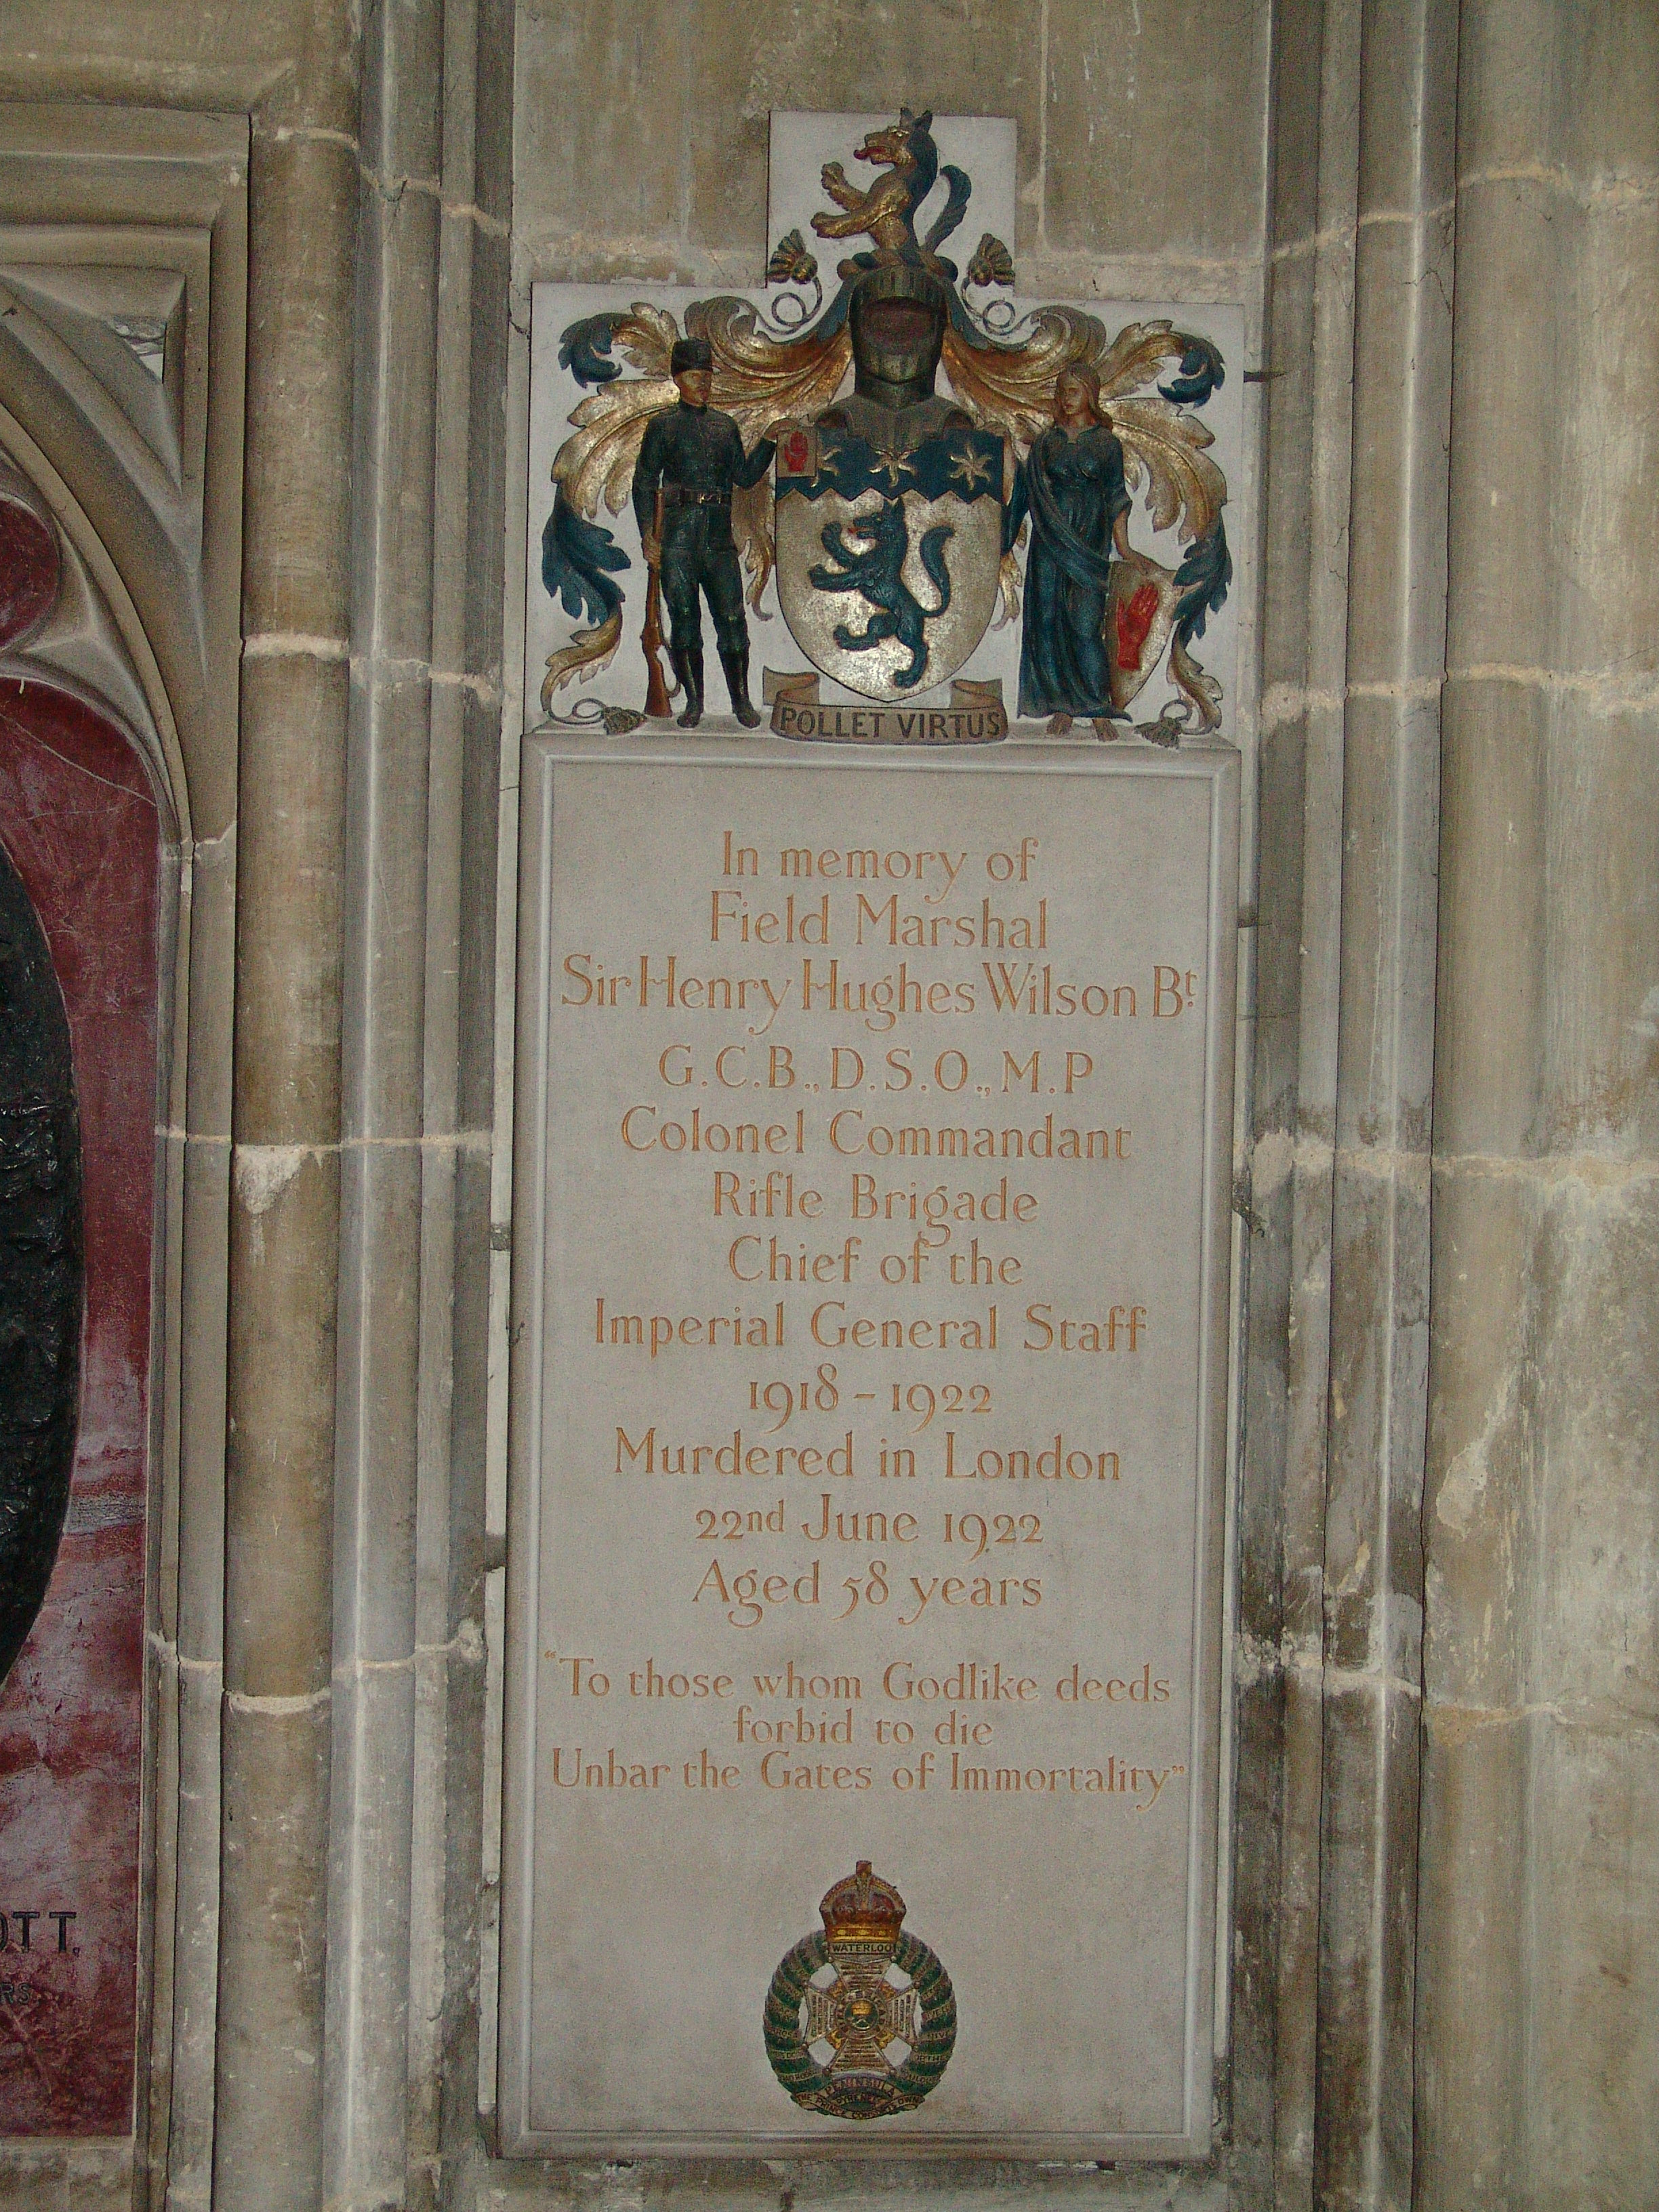 POLLET VIRTUS
In memory of
Field Marshal
Sir Henry Hughes Wilson Bt.
G.C.B., D.S.O., M.P
Colonel Commandant
Rifle Brigade
Chief of the
Imperial General Staff
1918 – 1922
Murdered in London
22nd June 1922
Aged 58 years
"To those whom Godlike deeds
forbid to die
Unbar the Gates of Immortality"
WATERLOO
PENINSULA
OTT.
RS.